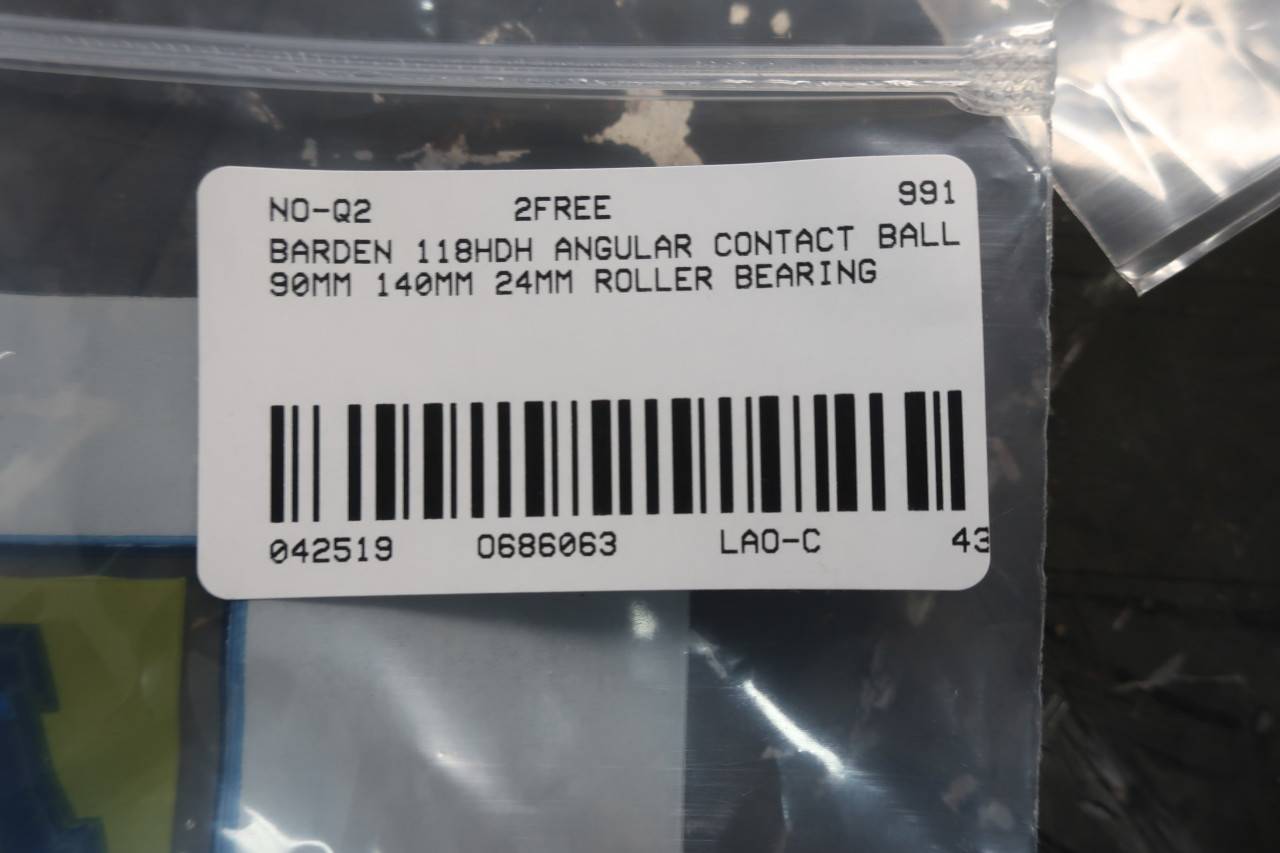 NO-Q2 2FREE 991
BARDEN 118HDH ANGULAR CONTACT BALL
90MM 140MM 24MM ROLLER BEARING
042519 0686063 LAO-C 43